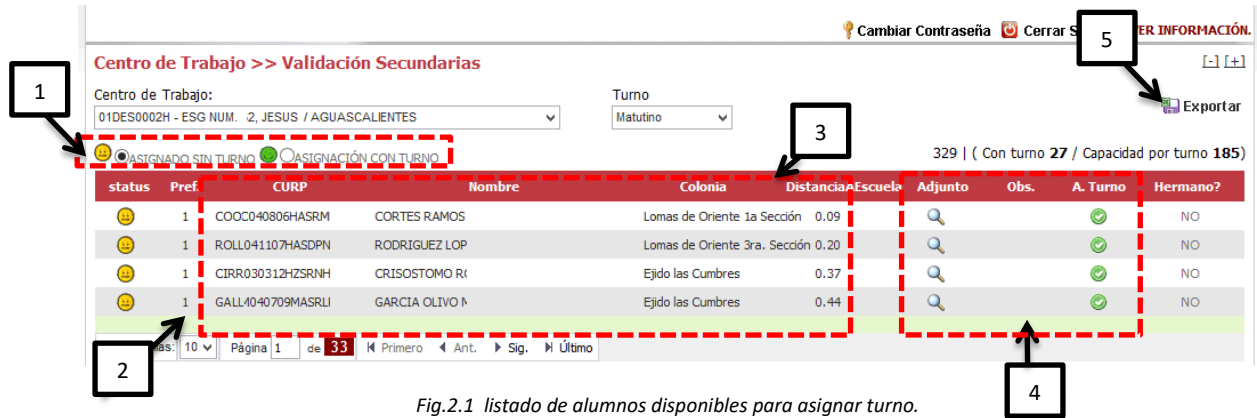 Cambiar Contraseña Cerrar S ER INFORMACIÓN.
5
Centro de Trabajo >> Validación Secundarias [-] [+]
1
Centro de Trabajo: Turno
Exportar
01DES0002H - ESG NUM. 2, JESUS / AGUASCALIENTES Matutino
3
ASIGNADO SIN TURNO ASIGNACIÓN CON TURNO 329 | ( Con turno 27 / Capacidad por turno 185)
status Pref. CURP Nombre Colonia DistanciaAEscuela Adjunto Obs. A. Turno Hermano?
1 COOC040806HASRM CORTES RAMOS Lomas de Oriente 1a Sección 0.09 NO
1 ROLL041107HASDPN RODRIGUEZ LOP Lomas de Oriente 3ra. Sección 0.20 NO
1 CIRR030312HZSRNH CRISOSTOMO R 0.37 Ejido las Cumbres NO
1 GALL4040709MASRLI GARCIA OLIVO Ejido las Cumbres 0.44 NO
as: 10 Página 1 de 33 Primero Ant. Sig. Último
2
4
Fig.2.1 listado de alumnos disponibles para asignar turno.